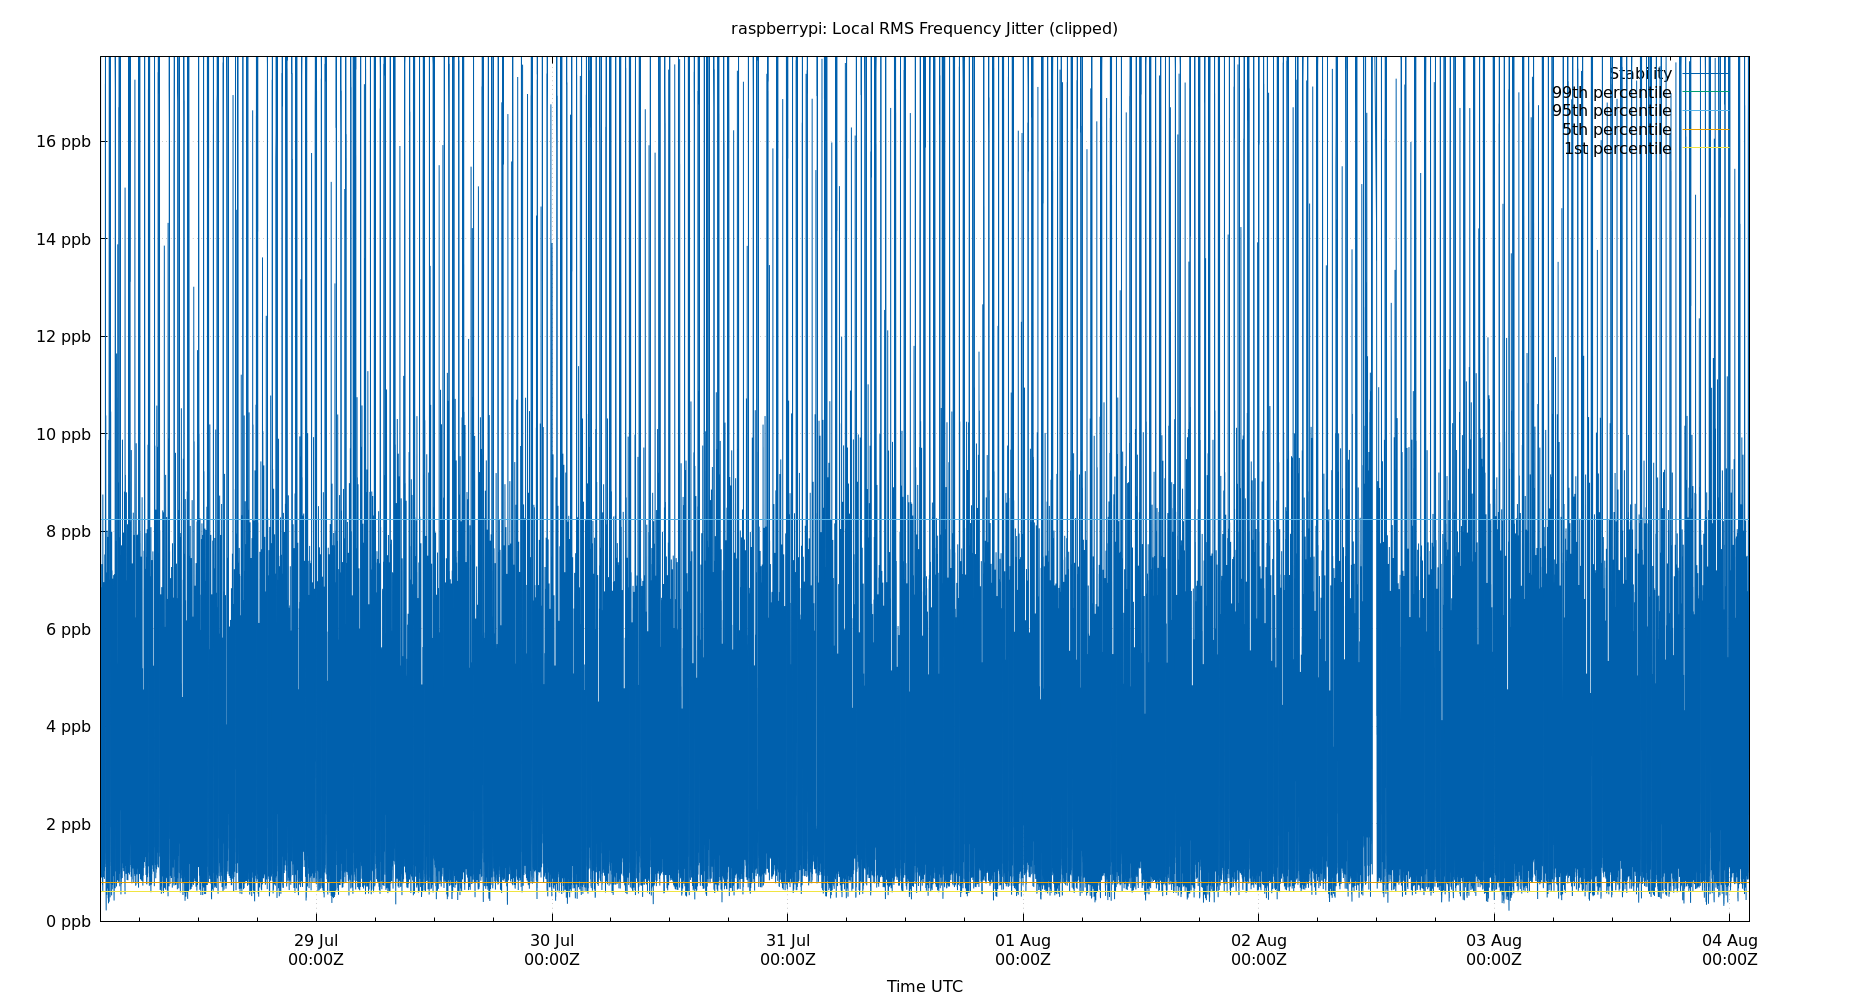 raspberrypi: Local RMS Frequency Jitter (clipped)
Stability
99th percentile
95th percentile
5th percentile
1st percentile
16 ppb
14 ppb
12 ppb
10 ppb
8 ppb
6 ppb
4 ppb
2 ppb
0 ppb
29 Jul 30 Jul 31 Jul 01 Aug 02 Aug 03 Aug 04 Aug
00:00Z 00:00Z 00:00Z 00:00Z 00:00Z 00:00Z 00:00Z
Time UTC